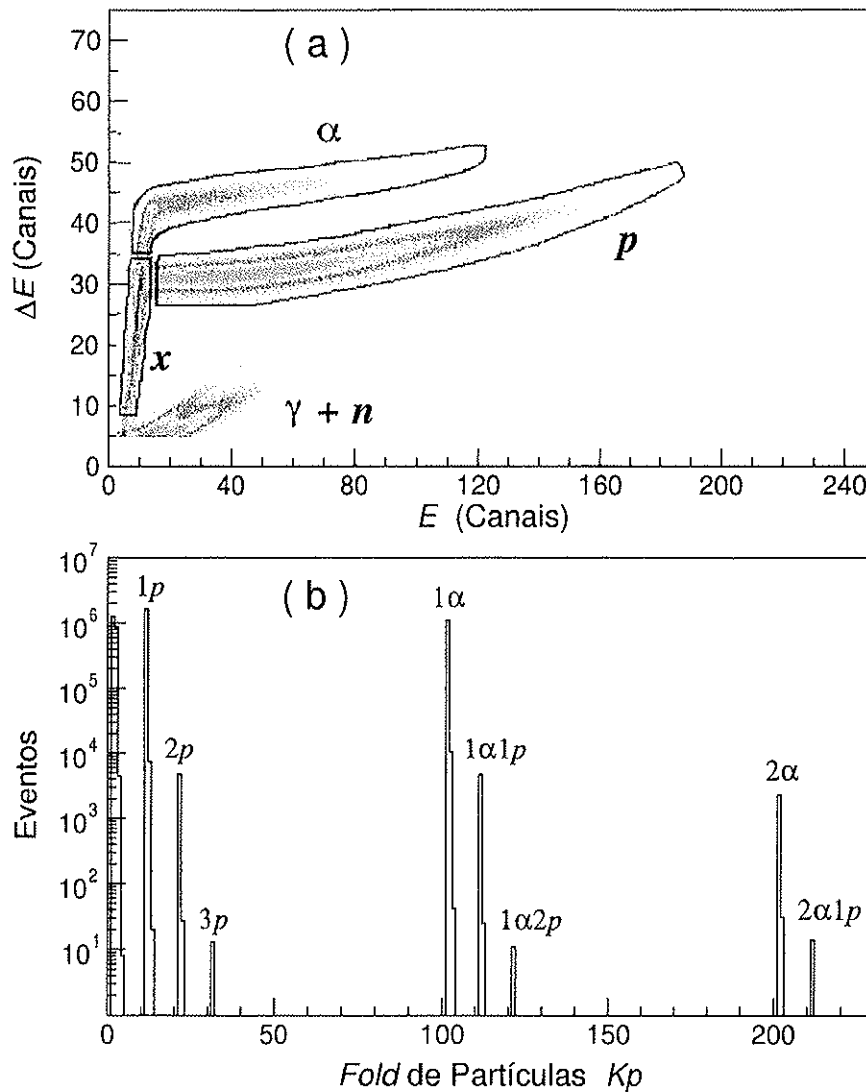 ( a )
70
60
50
40
30
20
10
0
ΔE (Canais)
α
p
x
γ + n
0 40 80 120 160 200 240
E (Canais)
( b )
10⁷
10⁶
10⁵
10⁴
10³
10²
10¹
Eventos
1p
2p
3p
1α
1α1p
1α2p
2α
2α1p
0 50 100 150 200
Fold de Partículas Kp